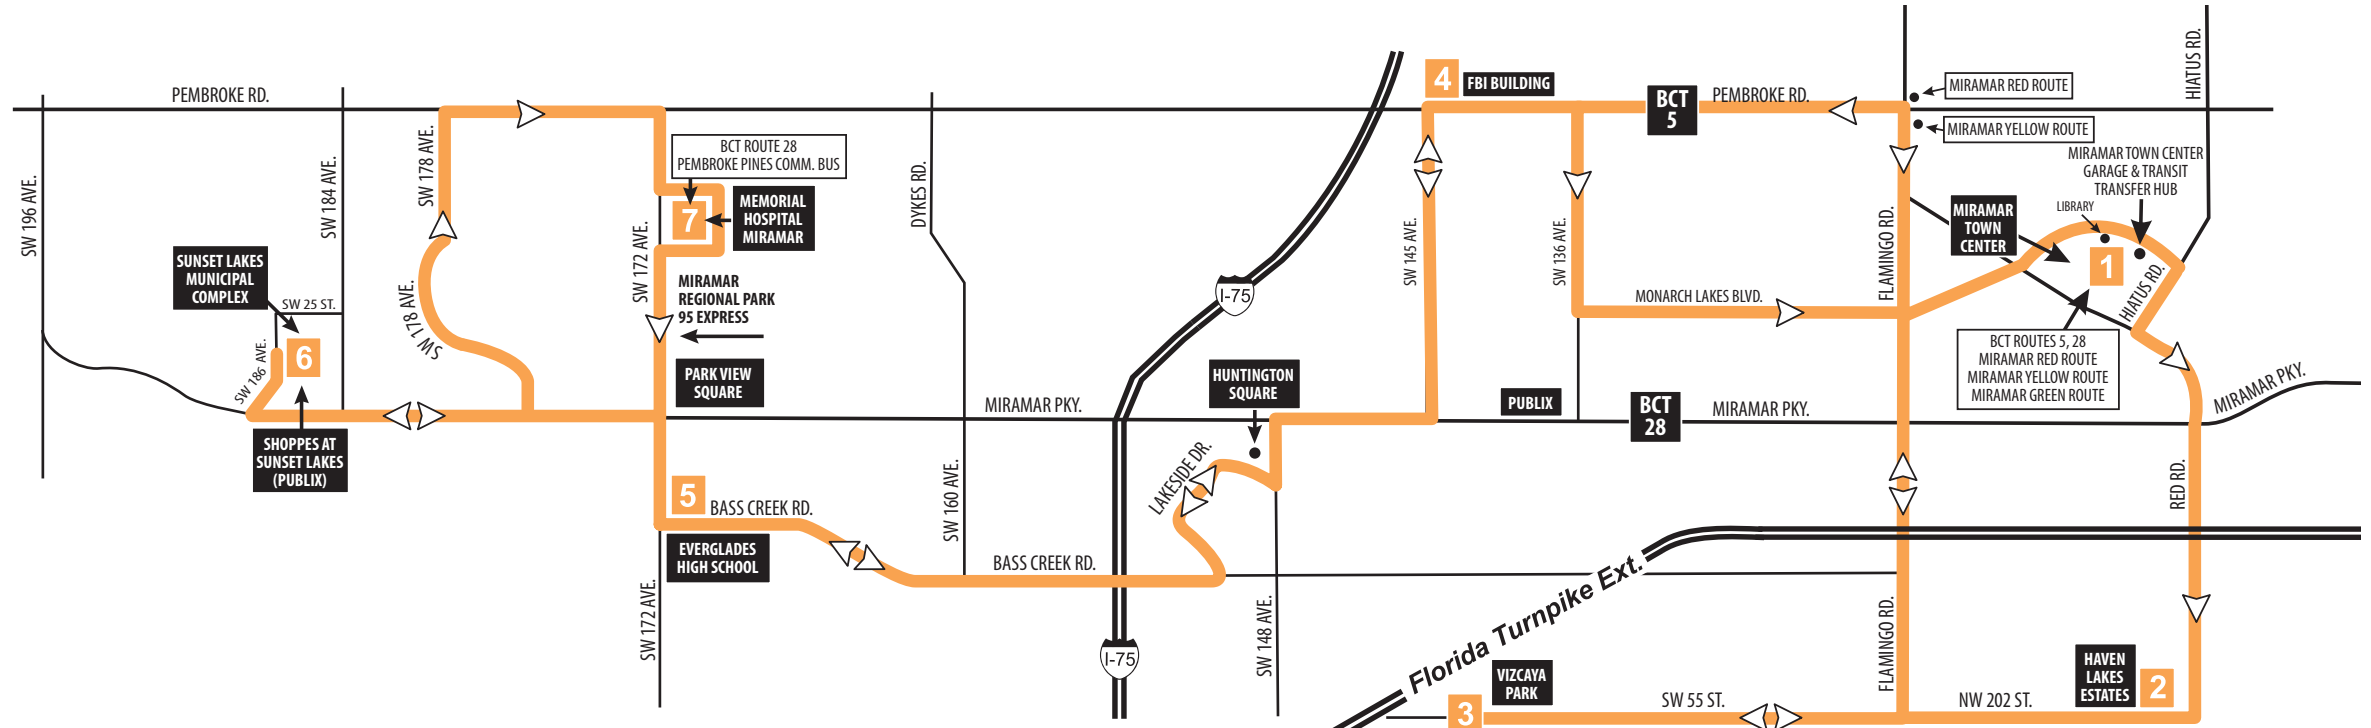 PEMBROKE RD.
SW 196 AVE.
SW 184 AVE.
SW 178 AVE.
SW 178 AVE.
SUNSET LAKES
MUNICIPAL
COMPLEX
SW 25 ST.
SW 186 AVE.
6
SHOPPES AT
SUNSET LAKES
(PUBLIX)
BCT ROUTE 28
PEMBROKE PINES COMM. BUS
7
MEMORIAL
HOSPITAL
MIRAMAR
SW 172 AVE.
MIRAMAR
REGIONAL PARK
95 EXPRESS
PARK VIEW
SQUARE
5
BASS CREEK RD.
EVERGLADES
HIGH SCHOOL
SW 172 AVE.
DYKES RD.
MIRAMAR PKY.
SW 160 AVE.
BASS CREEK RD.
I-75
I-75
HUNTINGTON
SQUARE
LAKESIDE DR.
SW 148 AVE.
4
FBI BUILDING
SW 145 AVE.
SW 136 AVE.
BCT
5
PEMBROKE RD.
MONARCH LAKES BLVD.
PUBLIX
BCT
28
MIRAMAR PKY.
FLAMINGO RD.
FLAMINGO RD.
Florida Turnpike Ext.
3
VIZCAYA
PARK
SW 55 ST.
NW 202 ST.
HAVEN
LAKES
ESTATES
2
RED RD.
MIRAMAR PKY.
HIATUS RD.
MIRAMAR RED ROUTE
MIRAMAR YELLOW ROUTE
MIRAMAR TOWN CENTER
GARAGE & TRANSIT
TRANSFER HUB
LIBRARY
MIRAMAR
TOWN
CENTER
1
HIATUS RD.
BCT ROUTES 5, 28
MIRAMAR RED ROUTE
MIRAMAR YELLOW ROUTE
MIRAMAR GREEN ROUTE